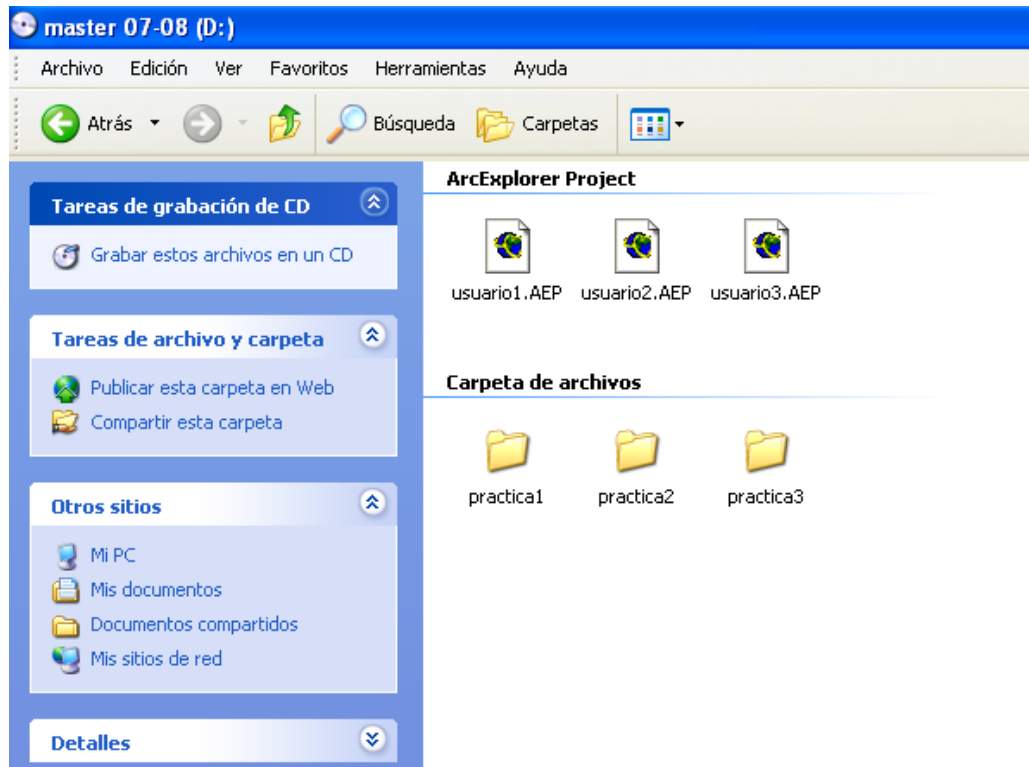 master 07-08 (D:)
Archivo Edición Ver Favoritos Herramientas Ayuda
Atrás Búsqueda Carpetas
Tareas de grabación de CD
Grabar estos archivos en un CD
Tareas de archivo y carpeta
Publicar esta carpeta en Web
Compartir esta carpeta
Otros sitios
Mi PC
Mis documentos
Documentos compartidos
Mis sitios de red
Detalles
ArcExplorer Project
usuario1.AEP usuario2.AEP usuario3.AEP
Carpeta de archivos
practica1 practica2 practica3